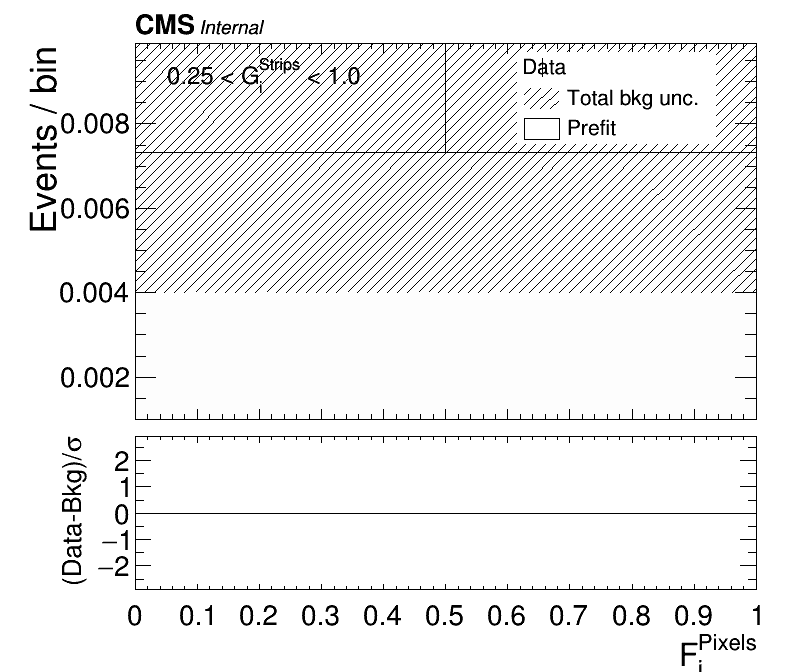 CMS Internal
0.25 < G_i^Strips < 1.0
Data
Total bkg unc.
Prefit
Events / bin
0.008
0.006
0.004
0.002
(Data-Bkg)/σ
2
1
0
−1
−2
0 0.1 0.2 0.3 0.4 0.5 0.6 0.7 0.8 0.9 1
F_i^Pixels